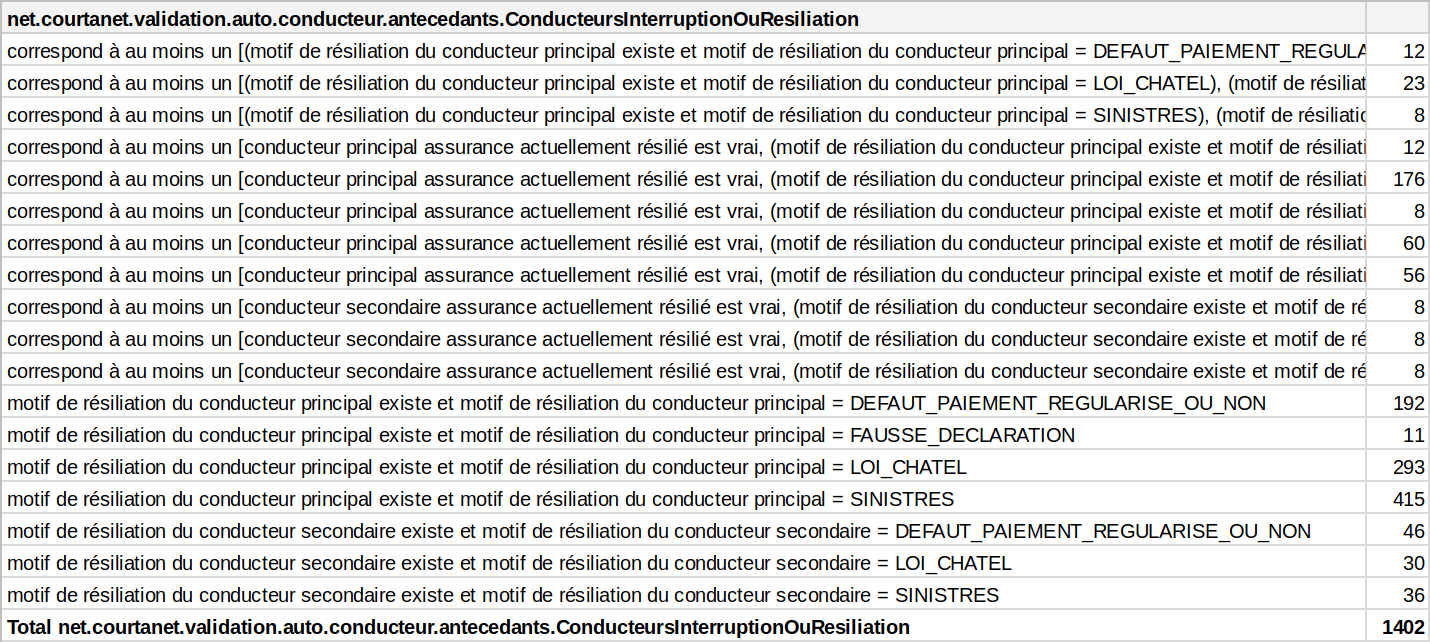 net.courtanet.validation.auto.conducteur.antecedants.ConducteursInterruptionOuResiliation
correspond à au moins un [(motif de résiliation du conducteur principal existe et motif de résiliation du conducteur principal = DEFAUT_PAIEMENT_REGULA 12
correspond à au moins un [(motif de résiliation du conducteur principal existe et motif de résiliation du conducteur principal = LOI_CHATEL), (motif de résiliat 23
correspond à au moins un [(motif de résiliation du conducteur principal existe et motif de résiliation du conducteur principal = SINISTRES), (motif de résiliatio 8
correspond à au moins un [conducteur principal assurance actuellement résilié est vrai, (motif de résiliation du conducteur principal existe et motif de résiliati 12
correspond à au moins un [conducteur principal assurance actuellement résilié est vrai, (motif de résiliation du conducteur principal existe et motif de résiliati 176
correspond à au moins un [conducteur principal assurance actuellement résilié est vrai, (motif de résiliation du conducteur principal existe et motif de résiliati 8
correspond à au moins un [conducteur principal assurance actuellement résilié est vrai, (motif de résiliation du conducteur principal existe et motif de résiliati 60
correspond à au moins un [conducteur principal assurance actuellement résilié est vrai, (motif de résiliation du conducteur principal existe et motif de résiliati 56
correspond à au moins un [conducteur secondaire assurance actuellement résilié est vrai, (motif de résiliation du conducteur secondaire existe et motif de ré 8
correspond à au moins un [conducteur secondaire assurance actuellement résilié est vrai, (motif de résiliation du conducteur secondaire existe et motif de ré 8
correspond à au moins un [conducteur secondaire assurance actuellement résilié est vrai, (motif de résiliation du conducteur secondaire existe et motif de ré 8
motif de résiliation du conducteur principal existe et motif de résiliation du conducteur principal = DEFAUT_PAIEMENT_REGULARISE_OU_NON 192
motif de résiliation du conducteur principal existe et motif de résiliation du conducteur principal = FAUSSE_DECLARATION 11
motif de résiliation du conducteur principal existe et motif de résiliation du conducteur principal = LOI_CHATEL 293
motif de résiliation du conducteur principal existe et motif de résiliation du conducteur principal = SINISTRES 415
motif de résiliation du conducteur secondaire existe et motif de résiliation du conducteur secondaire = DEFAUT_PAIEMENT_REGULARISE_OU_NON 46
motif de résiliation du conducteur secondaire existe et motif de résiliation du conducteur secondaire = LOI_CHATEL 30
motif de résiliation du conducteur secondaire existe et motif de résiliation du conducteur secondaire = SINISTRES 36
Total net.courtanet.validation.auto.conducteur.antecedants.ConducteursInterruptionOuResiliation 1402